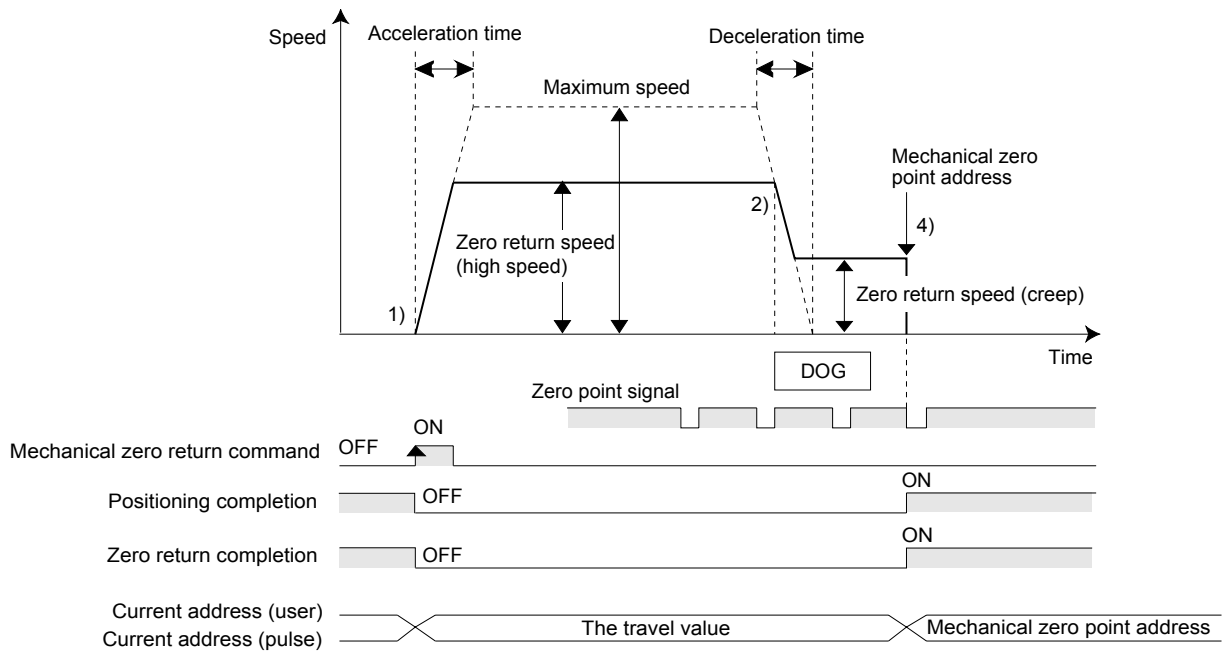 Speed
Acceleration time
Deceleration time
Maximum speed
Mechanical zero
point address
2)
4)
Zero return speed
(high speed)
Zero return speed (creep)
1)
Time
DOG
Zero point signal
ON
Mechanical zero return command
OFF
ON
Positioning completion
OFF
ON
Zero return completion
OFF
Current address (user)
Current address (pulse)
The travel value
Mechanical zero point address